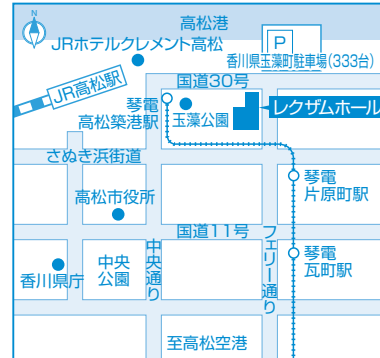 高松港
N
JRホテルクレメント高松
P
香川県玉藻町駐車場(333台)
国道30号
JR高松駅
琴電
高松築港駅
玉藻公園
レクザムホール
さぬき浜街道
琴電
片原町駅
高松市役所
国道11号
中央通り
フェリー通り
琴電
瓦町駅
中央
公園
香川県庁
至高松空港